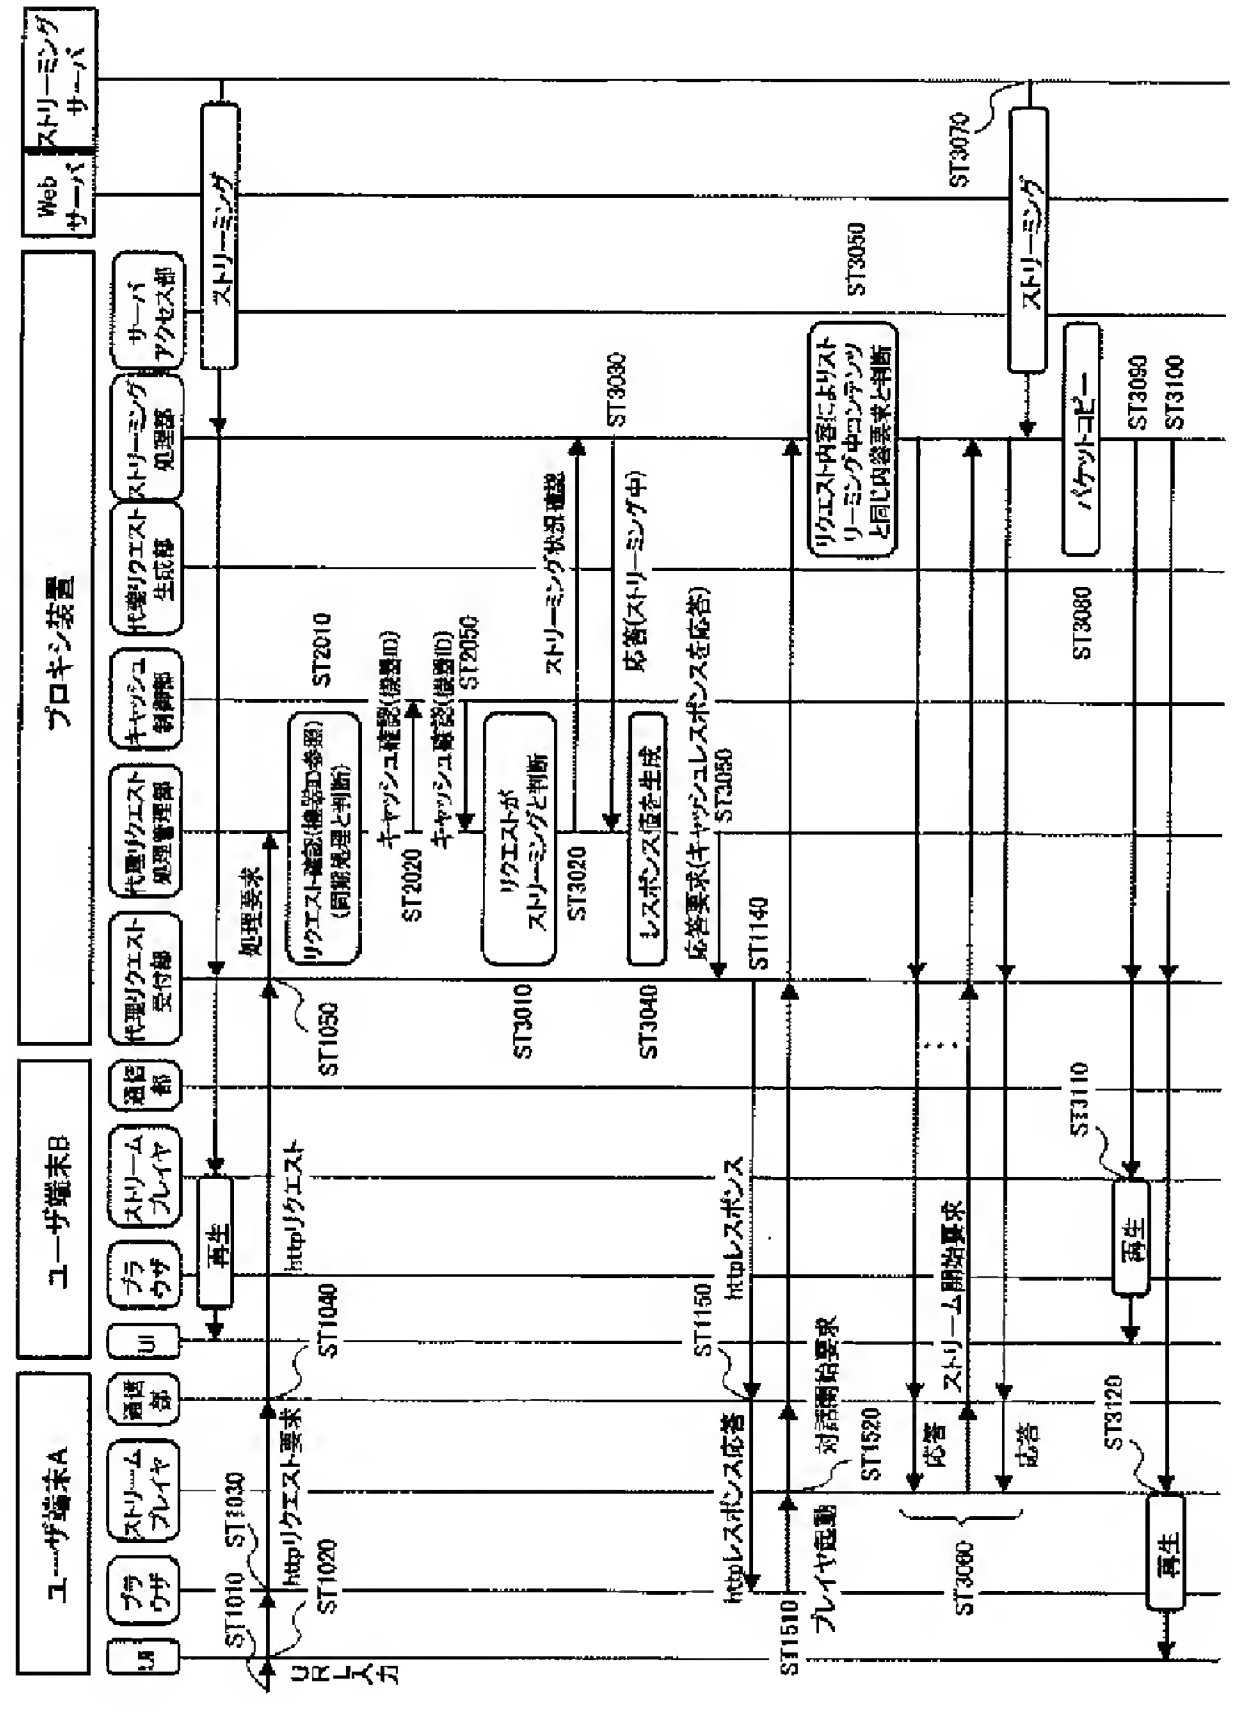 ユーザ端末A
ユーザ端末B
プロキシ装置
Web
サーバ
ストリーミング
サーバ
UI
ブラ
ウザ
ストリーム
プレイヤ
通信
部
UI
ブラ
ウザ
ストリーム
プレイヤ
通信
部
代理リクエスト
受付部
代理リクエスト
処理管理部
キャッシュ
制御部
代理リクエスト
生成部
ストリーミング
処理部
サーバ
アクセス部
再生
ストリーミング
ST1010
ST1030
URL入力
ST1020
httpリクエスト要求
ST1040
httpリクエスト
ST1050
処理要求
リクエスト確認(機器ID参照)
(同期処理と判断)
ST2010
キャッシュ確認(機器ID)
ST2020
キャッシュ確認(機器ID)
ST2050
ST3010
リクエストが
ストリーミングと判断
ST3020
ストリーミング状況確認
ST3030
応答(ストリーミング中)
ST3040
レスポンス値を生成
応答要求(キャッシュレスポンスを応答)
ST3050
ST1140
httpレスポンス
ST1150
httpレスポンス応答
ST1510
プレイヤ起動
対話開始要求
ST1520
リクエスト内容によりスト
リーミング中コンテンツ
と同じ内容要求と判断
ST3050
応答
ストリーム開始要求
応答
ST3060
ストリーミング
ST3070
パケットコピー
ST3080
ST3090
ST3100
ST3110
再生
ST3120
再生